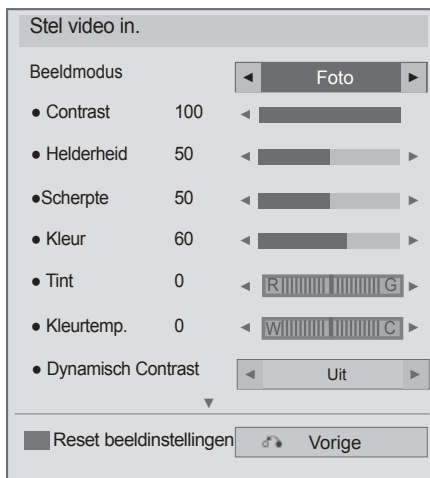 Stel video in.
Beeldmodus ◄ Foto ►
● Contrast 100 ◄
● Helderheid 50 ◄ ►
●Scherpte 50 ◄ ►
● Kleur 60 ◄ ►
● Tint 0 ◄ R G ►
● Kleurtemp. 0 ◄ W C ►
● Dynamisch Contrast ◄ Uit ►
▼
Reset beeldinstellingen Vorige